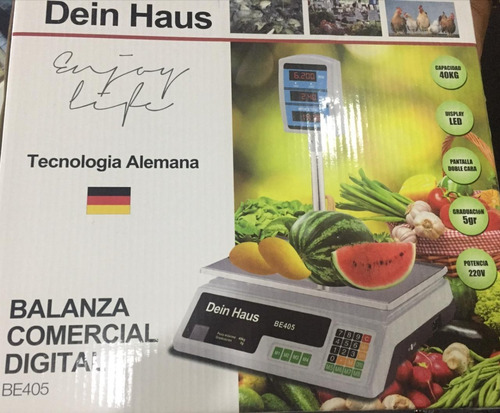 Dein Haus
Enjoy
life
Tecnologia Alemana
BALANZA
COMERCIAL
DIGITAL
BE405
CAPACIDAD
40KG
DISPLAY
LED
PANTALLA
DOBLE CARA
GRADUACION
5gr
POTENCIA
220V
Dein Haus
BE405